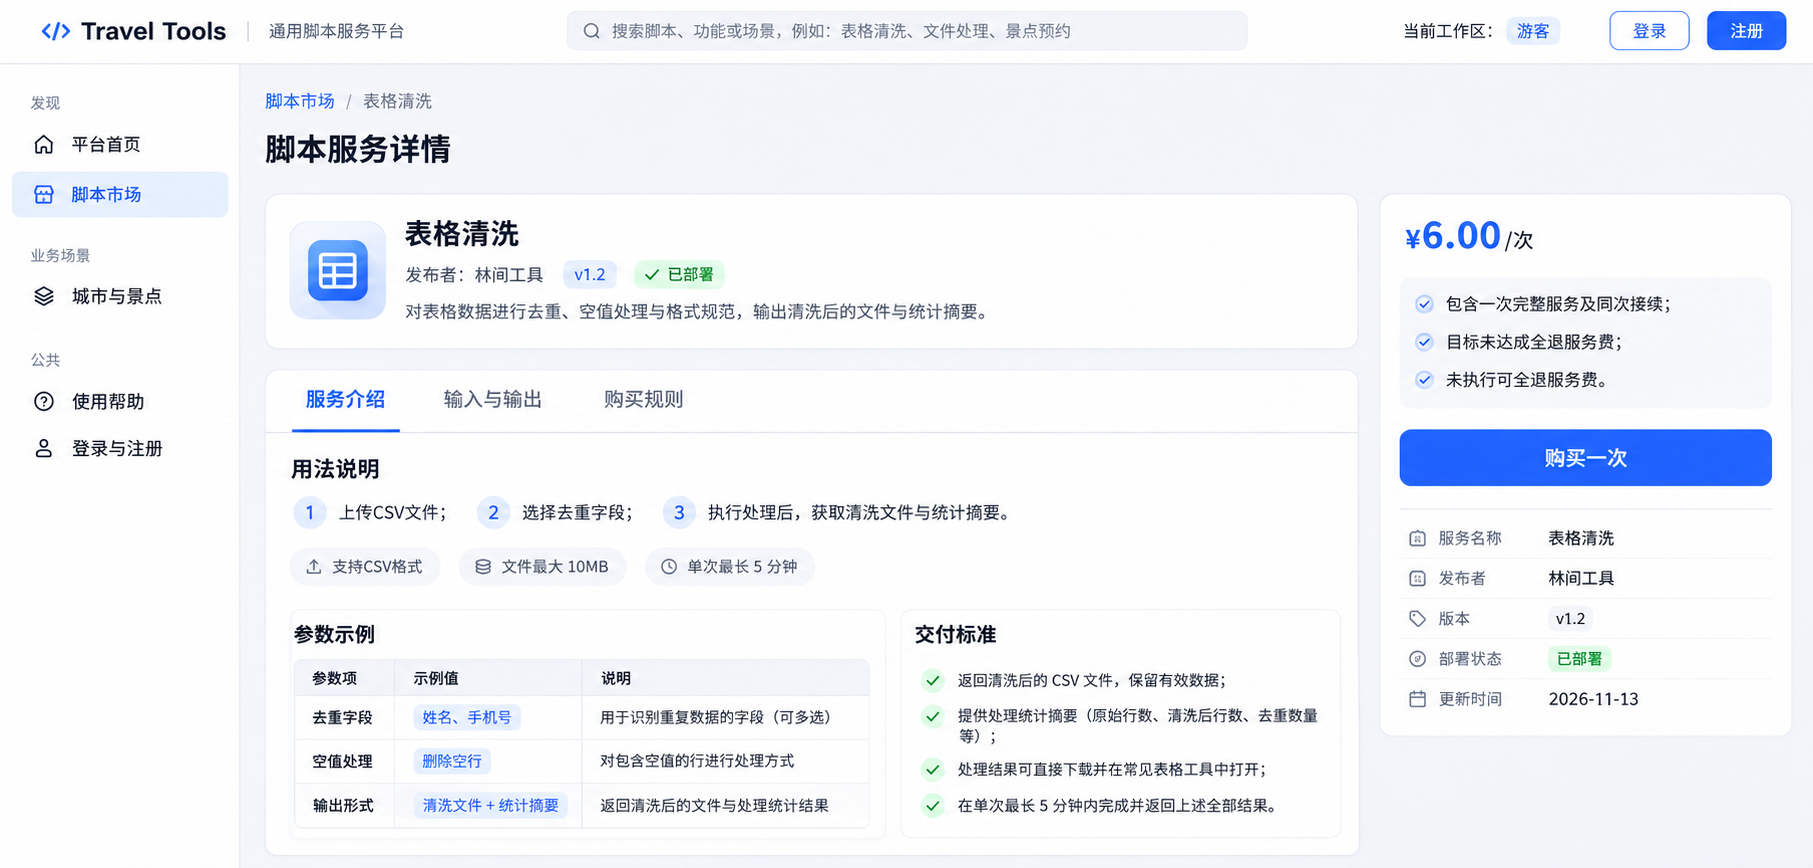 </> Travel Tools
通用脚本服务平台
搜索脚本、功能或场景，例如：表格清洗、文件处理、景点预约
当前工作区：
游客
登录
注册
发现
平台首页
脚本市场
业务场景
城市与景点
公共
使用帮助
登录与注册
脚本市场 / 表格清洗
脚本服务详情
表格清洗
发布者：林间工具
v1.2
已部署
对表格数据进行去重、空值处理与格式规范，输出清洗后的文件与统计摘要。
服务介绍
输入与输出
购买规则
用法说明
1 上传CSV文件；
2 选择去重字段；
3 执行处理后，获取清洗文件与统计摘要。
支持CSV格式
文件最大 10MB
单次最长 5 分钟
参数示例
参数项 示例值 说明
去重字段 姓名、手机号 用于识别重复数据的字段（可多选）
空值处理 删除空行 对包含空值的行进行处理方式
输出形式 清洗文件 + 统计摘要 返回清洗后的文件与处理统计结果
交付标准
返回清洗后的 CSV 文件，保留有效数据；
提供处理统计摘要（原始行数、清洗后行数、去重数量
等）；
处理结果可直接下载并在常见表格工具中打开；
在单次最长 5 分钟内完成并返回上述全部结果。
¥6.00/次
包含一次完整服务及同次接续；
目标未达成全退服务费；
未执行可全退服务费。
购买一次
服务名称 表格清洗
发布者 林间工具
版本 v1.2
部署状态 已部署
更新时间 2026-11-13